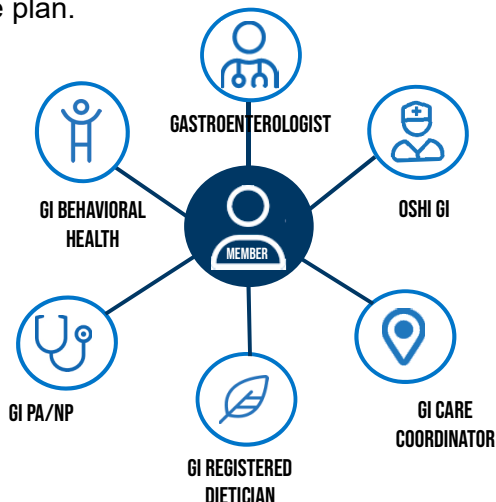 e plan.
GASTROENTEROLOGIST
GI BEHAVIORAL
HEALTH
OSHI GI
MEMBER
GI PA/NP
GI CARE
COORDINATOR
GI REGISTERED
DIETICIAN